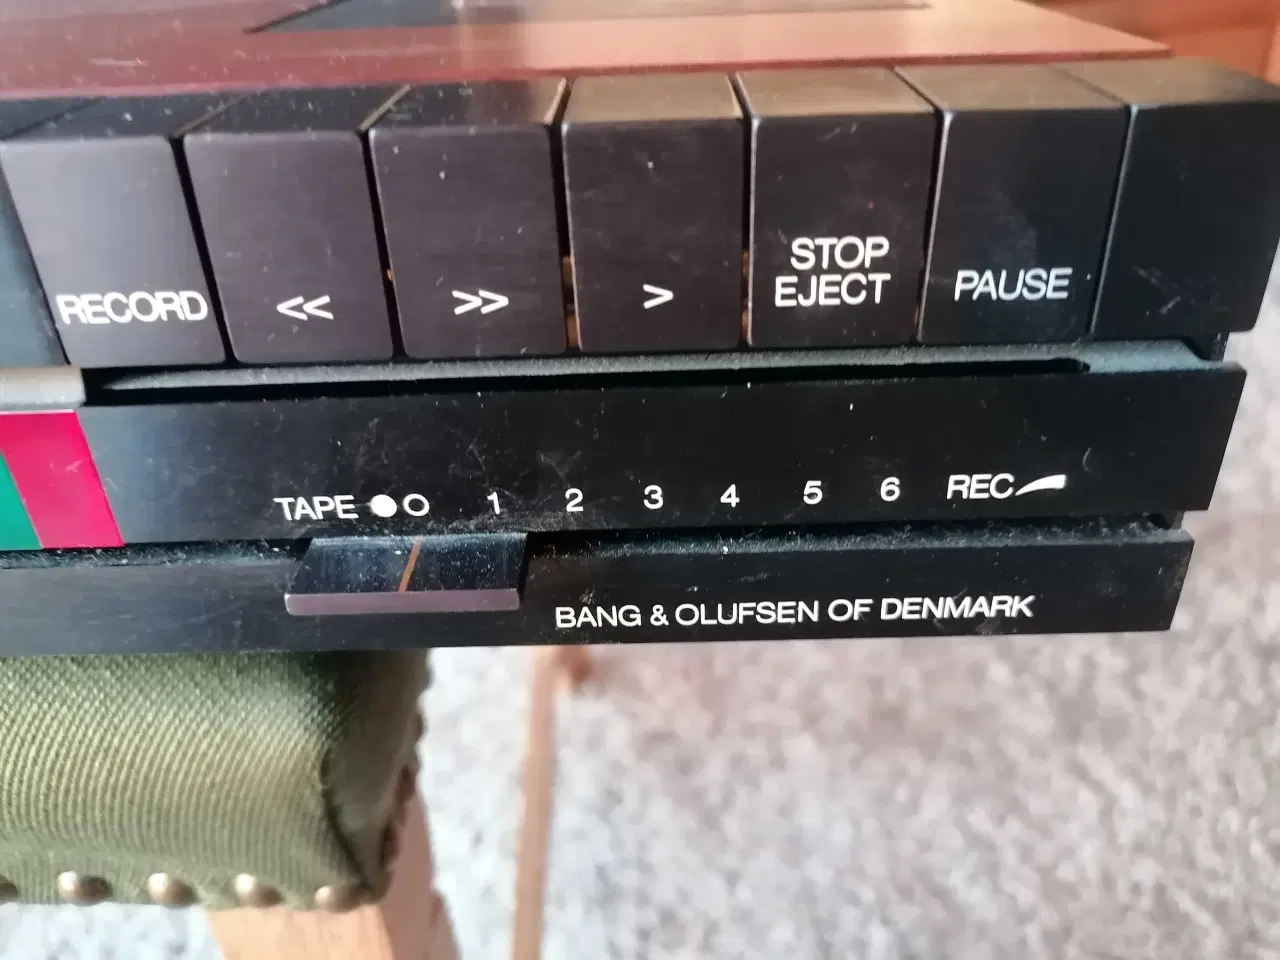 RECORD << >> > STOP EJECT PAUSE
TAPE ●○ 1 2 3 4 5 6 REC
BANG & OLUFSEN OF DENMARK